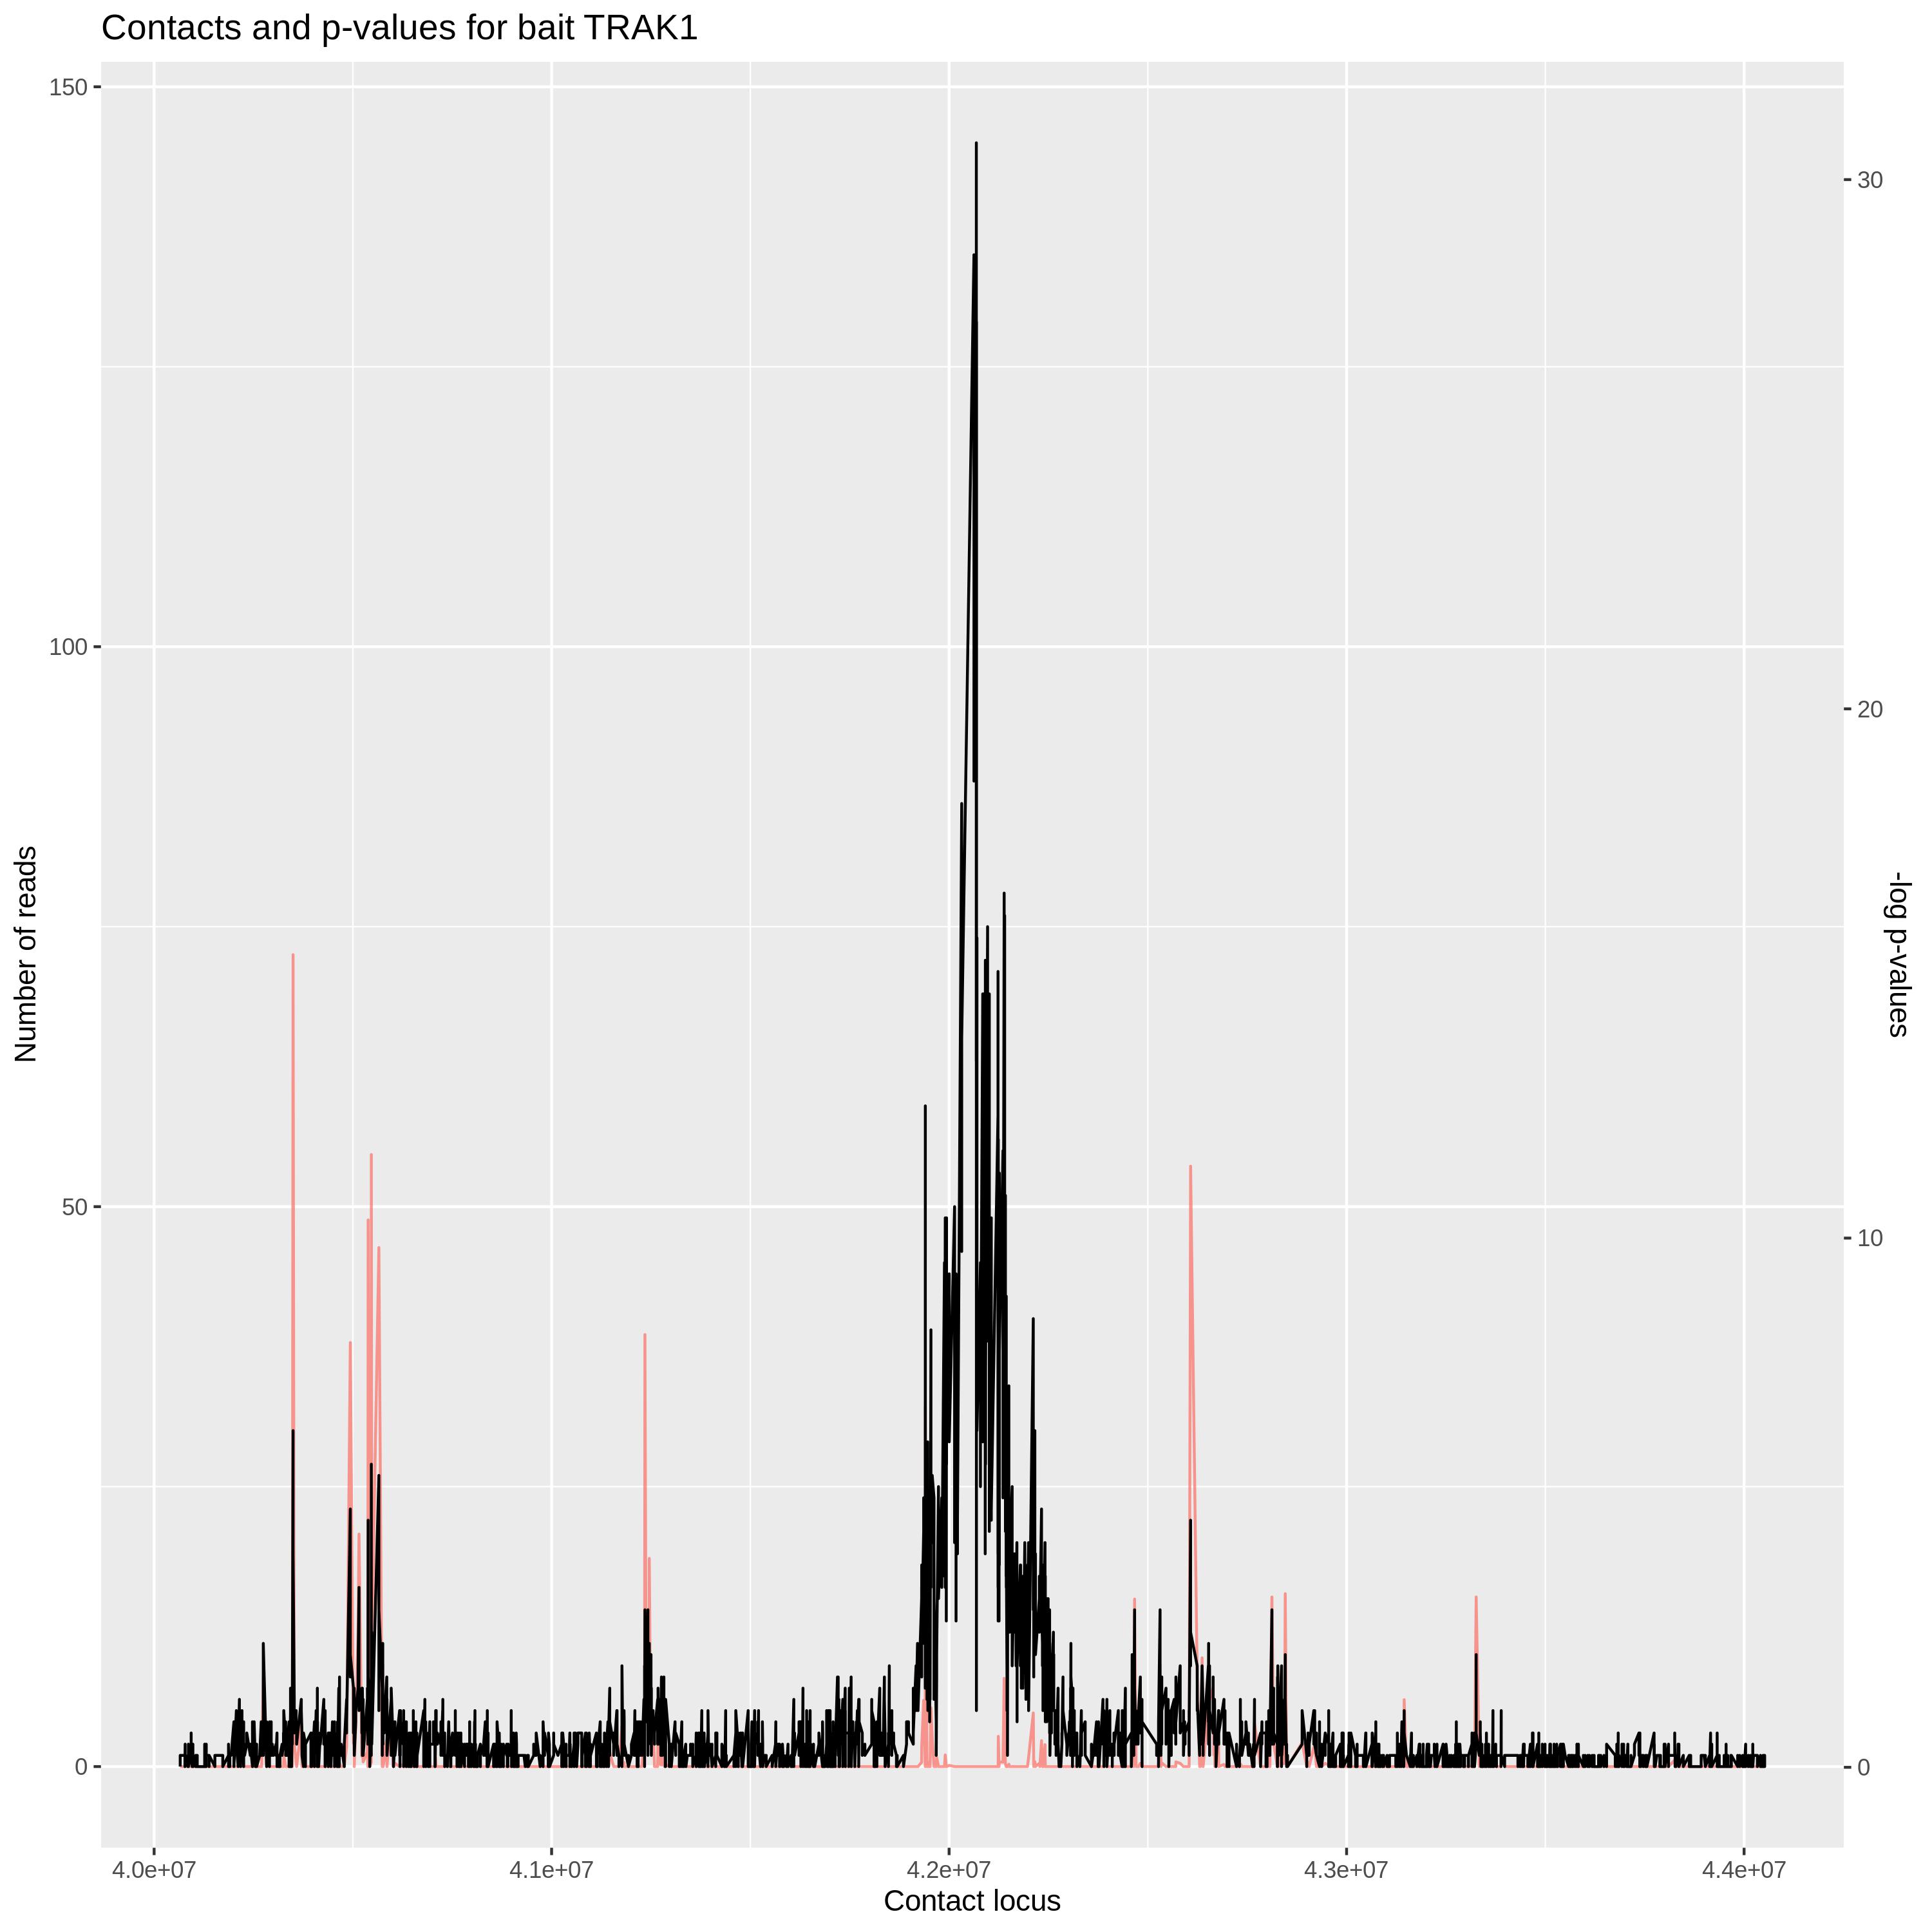 Contacts and p-values for bait TRAK1
150
100
50
0
Number of reads
30
20
10
0
-log p-values
4.0e+07
4.1e+07
4.2e+07
4.3e+07
4.4e+07
Contact locus